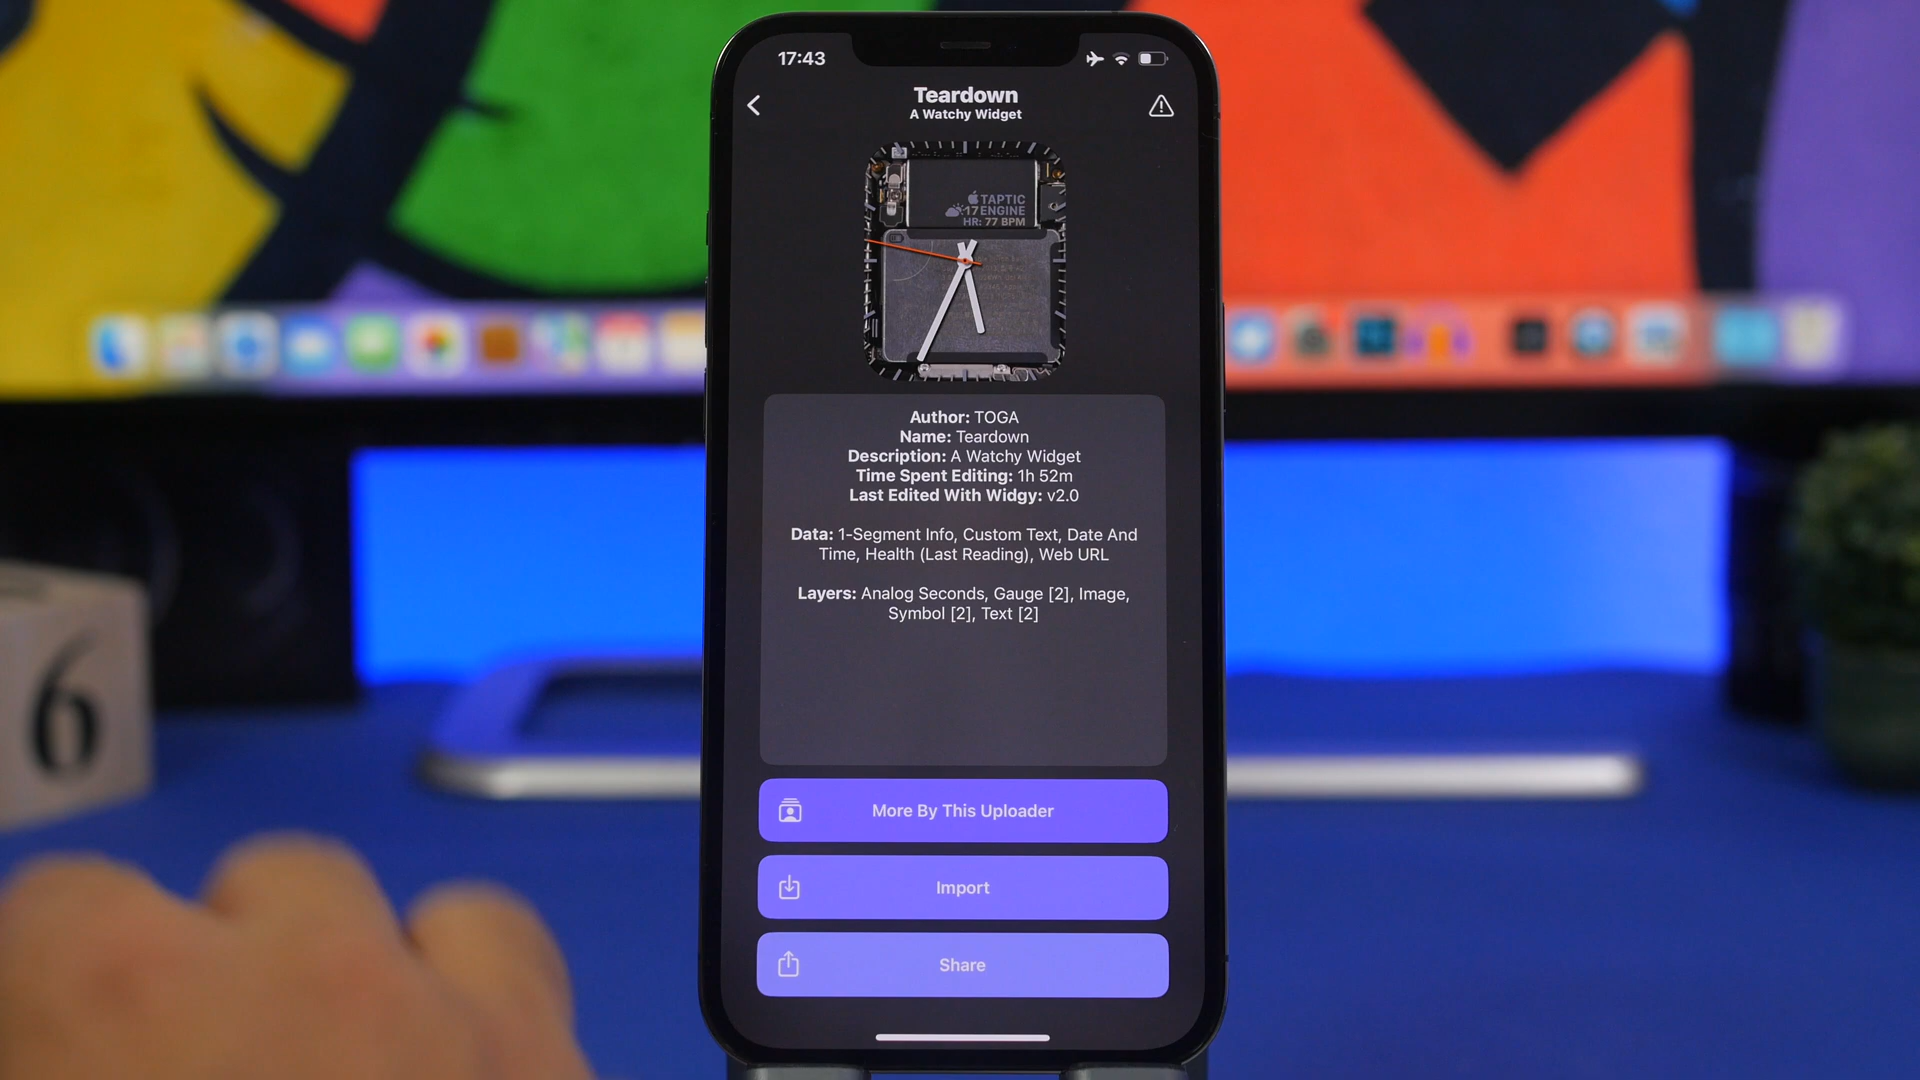 17:43
Teardown
A Watchy Widget
TAPTIC
17 ENGINE
HR: 77 BPM
Author: TOGA
Name: Teardown
Description: A Watchy Widget
Time Spent Editing: 1h 52m
Last Edited With Widgy: v2.0
Data: 1-Segment Info, Custom Text, Date And
Time, Health (Last Reading), Web URL
Layers: Analog Seconds, Gauge [2], Image,
Symbol [2], Text [2]
More By This Uploader
Import
Share
6